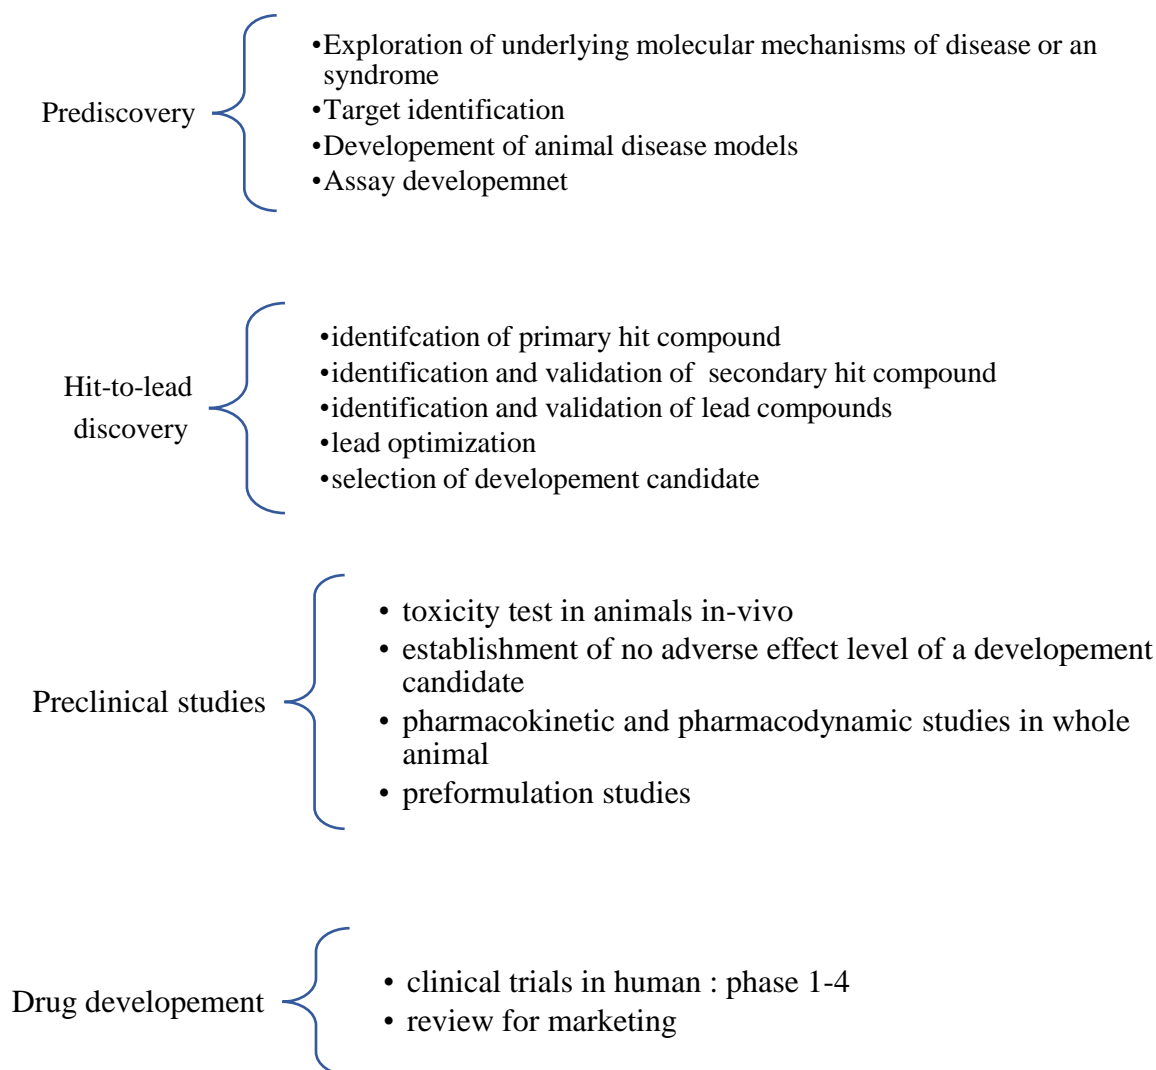 Prediscovery
•Exploration of underlying molecular mechanisms of disease or an
syndrome
•Target identification
•Developement of animal disease models
•Assay developemnet
Hit-to-lead
discovery
•identifcation of primary hit compound
•identification and validation of  secondary hit compound
•identification and validation of lead compounds
•lead optimization
•selection of developement candidate
Preclinical studies
• toxicity test in animals in-vivo
• establishment of no adverse effect level of a developement
candidate
• pharmacokinetic and pharmacodynamic studies in whole
animal
• preformulation studies
Drug developement
• clinical trials in human : phase 1-4
• review for marketing